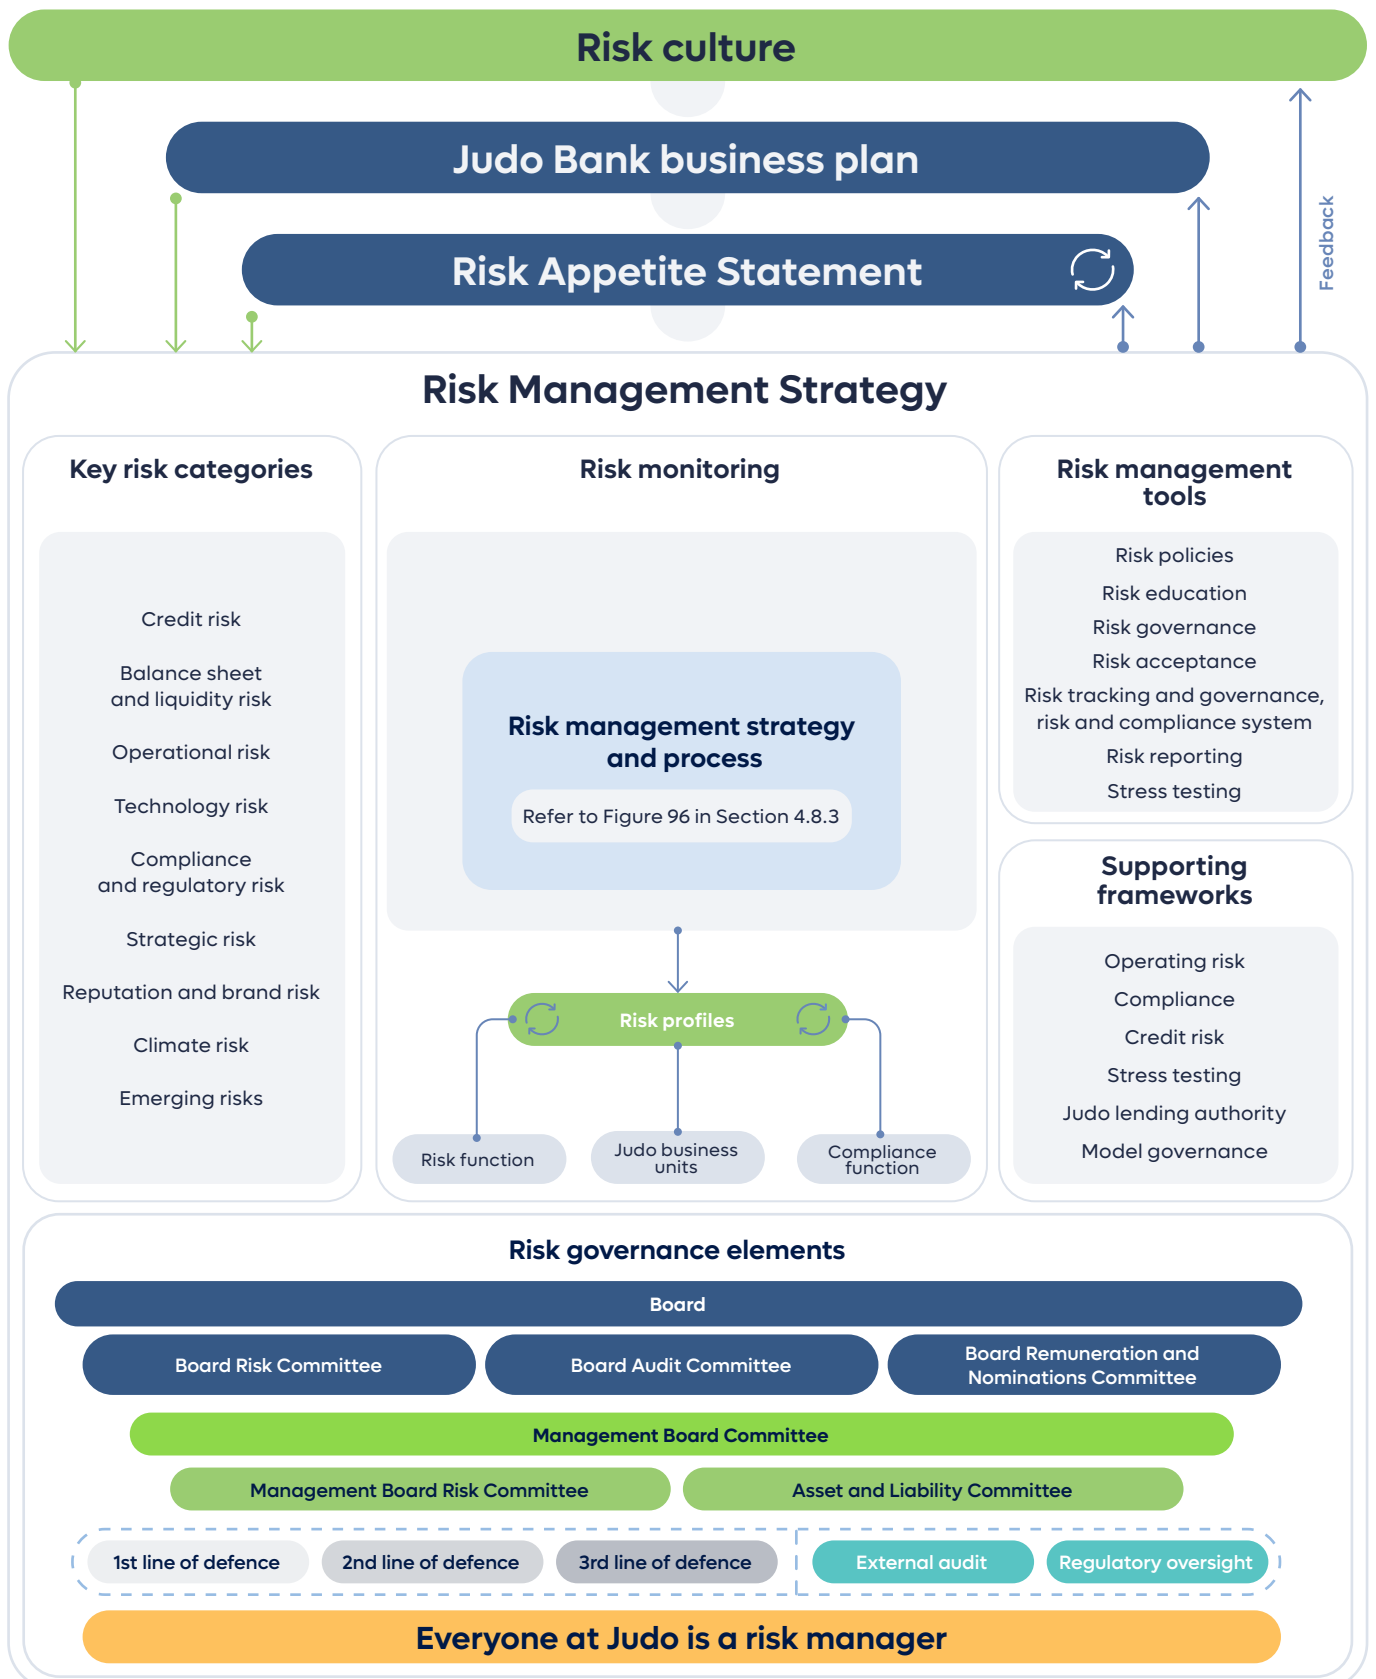 Risk culture
Judo Bank business plan
Risk Appetite Statement
Feedback
Risk Management Strategy
Key risk categories
Credit risk
Balance sheet
and liquidity risk
Operational risk
Technology risk
Compliance
and regulatory risk
Strategic risk
Reputation and brand risk
Climate risk
Emerging risks
Risk monitoring
Risk management strategy
and process
Refer to Figure 96 in Section 4.8.3
Risk profiles
Risk function
Judo business
units
Compliance
function
Risk management
tools
Risk policies
Risk education
Risk governance
Risk acceptance
Risk tracking and governance,
risk and compliance system
Risk reporting
Stress testing
Supporting
frameworks
Operating risk
Compliance
Credit risk
Stress testing
Judo lending authority
Model governance
Risk governance elements
Board
Board Risk Committee
Board Audit Committee
Board Remuneration and
Nominations Committee
Management Board Committee
Management Board Risk Committee
Asset and Liability Committee
1st line of defence
2nd line of defence
3rd line of defence
External audit
Regulatory oversight
Everyone at Judo is a risk manager